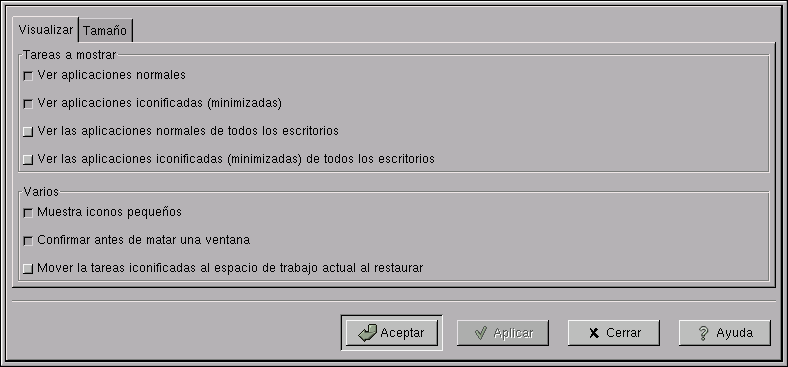 Visualizar Tamaño
Tareas a mostrar
Ver aplicaciones normales
Ver aplicaciones iconificadas (minimizadas)
Ver las aplicaciones normales de todos los escritorios
Ver las aplicaciones iconificadas (minimizadas) de todos los escritorios
Varios
Muestra iconos pequeños
Confirmar antes de matar una ventana
Mover la tareas iconificadas al espacio de trabajo actual al restaurar
Aceptar Aplicar Cerrar Ayuda